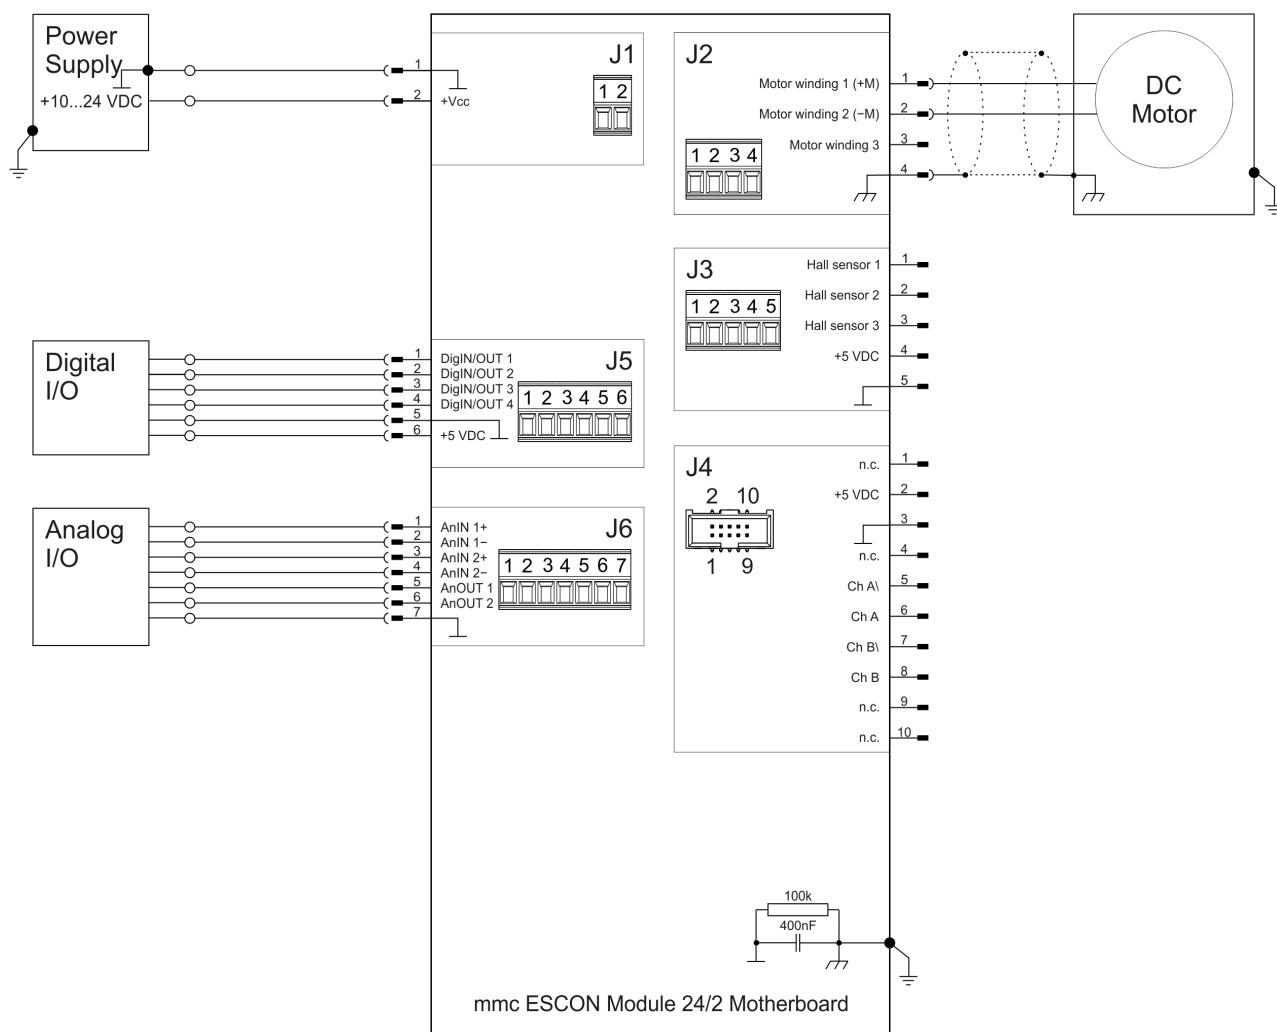 Power
Supply
+10...24 VDC
1
2
+Vcc
J1
1 2
J2
Motor winding 1 (+M)
Motor winding 2 (−M)
Motor winding 3
1
2
3
4
1 2 3 4
DC
Motor
J3
1 2 3 4 5
Hall sensor 1
Hall sensor 2
Hall sensor 3
+5 VDC
1
2
3
4
5
Digital
I/O
1
2
3
4
5
6
DigIN/OUT 1
DigIN/OUT 2
DigIN/OUT 3
DigIN/OUT 4
+5 VDC
J5
1 2 3 4 5 6
J4
2 10
1 9
n.c.
+5 VDC
n.c.
Ch A\
Ch A
Ch B\
Ch B
n.c.
n.c.
1
2
3
4
5
6
7
8
9
10
Analog
I/O
1
2
3
4
5
6
7
AnIN 1+
AnIN 1−
AnIN 2+
AnIN 2−
AnOUT 1
AnOUT 2
J6
1 2 3 4 5 6 7
100k
400nF
mmc ESCON Module 24/2 Motherboard